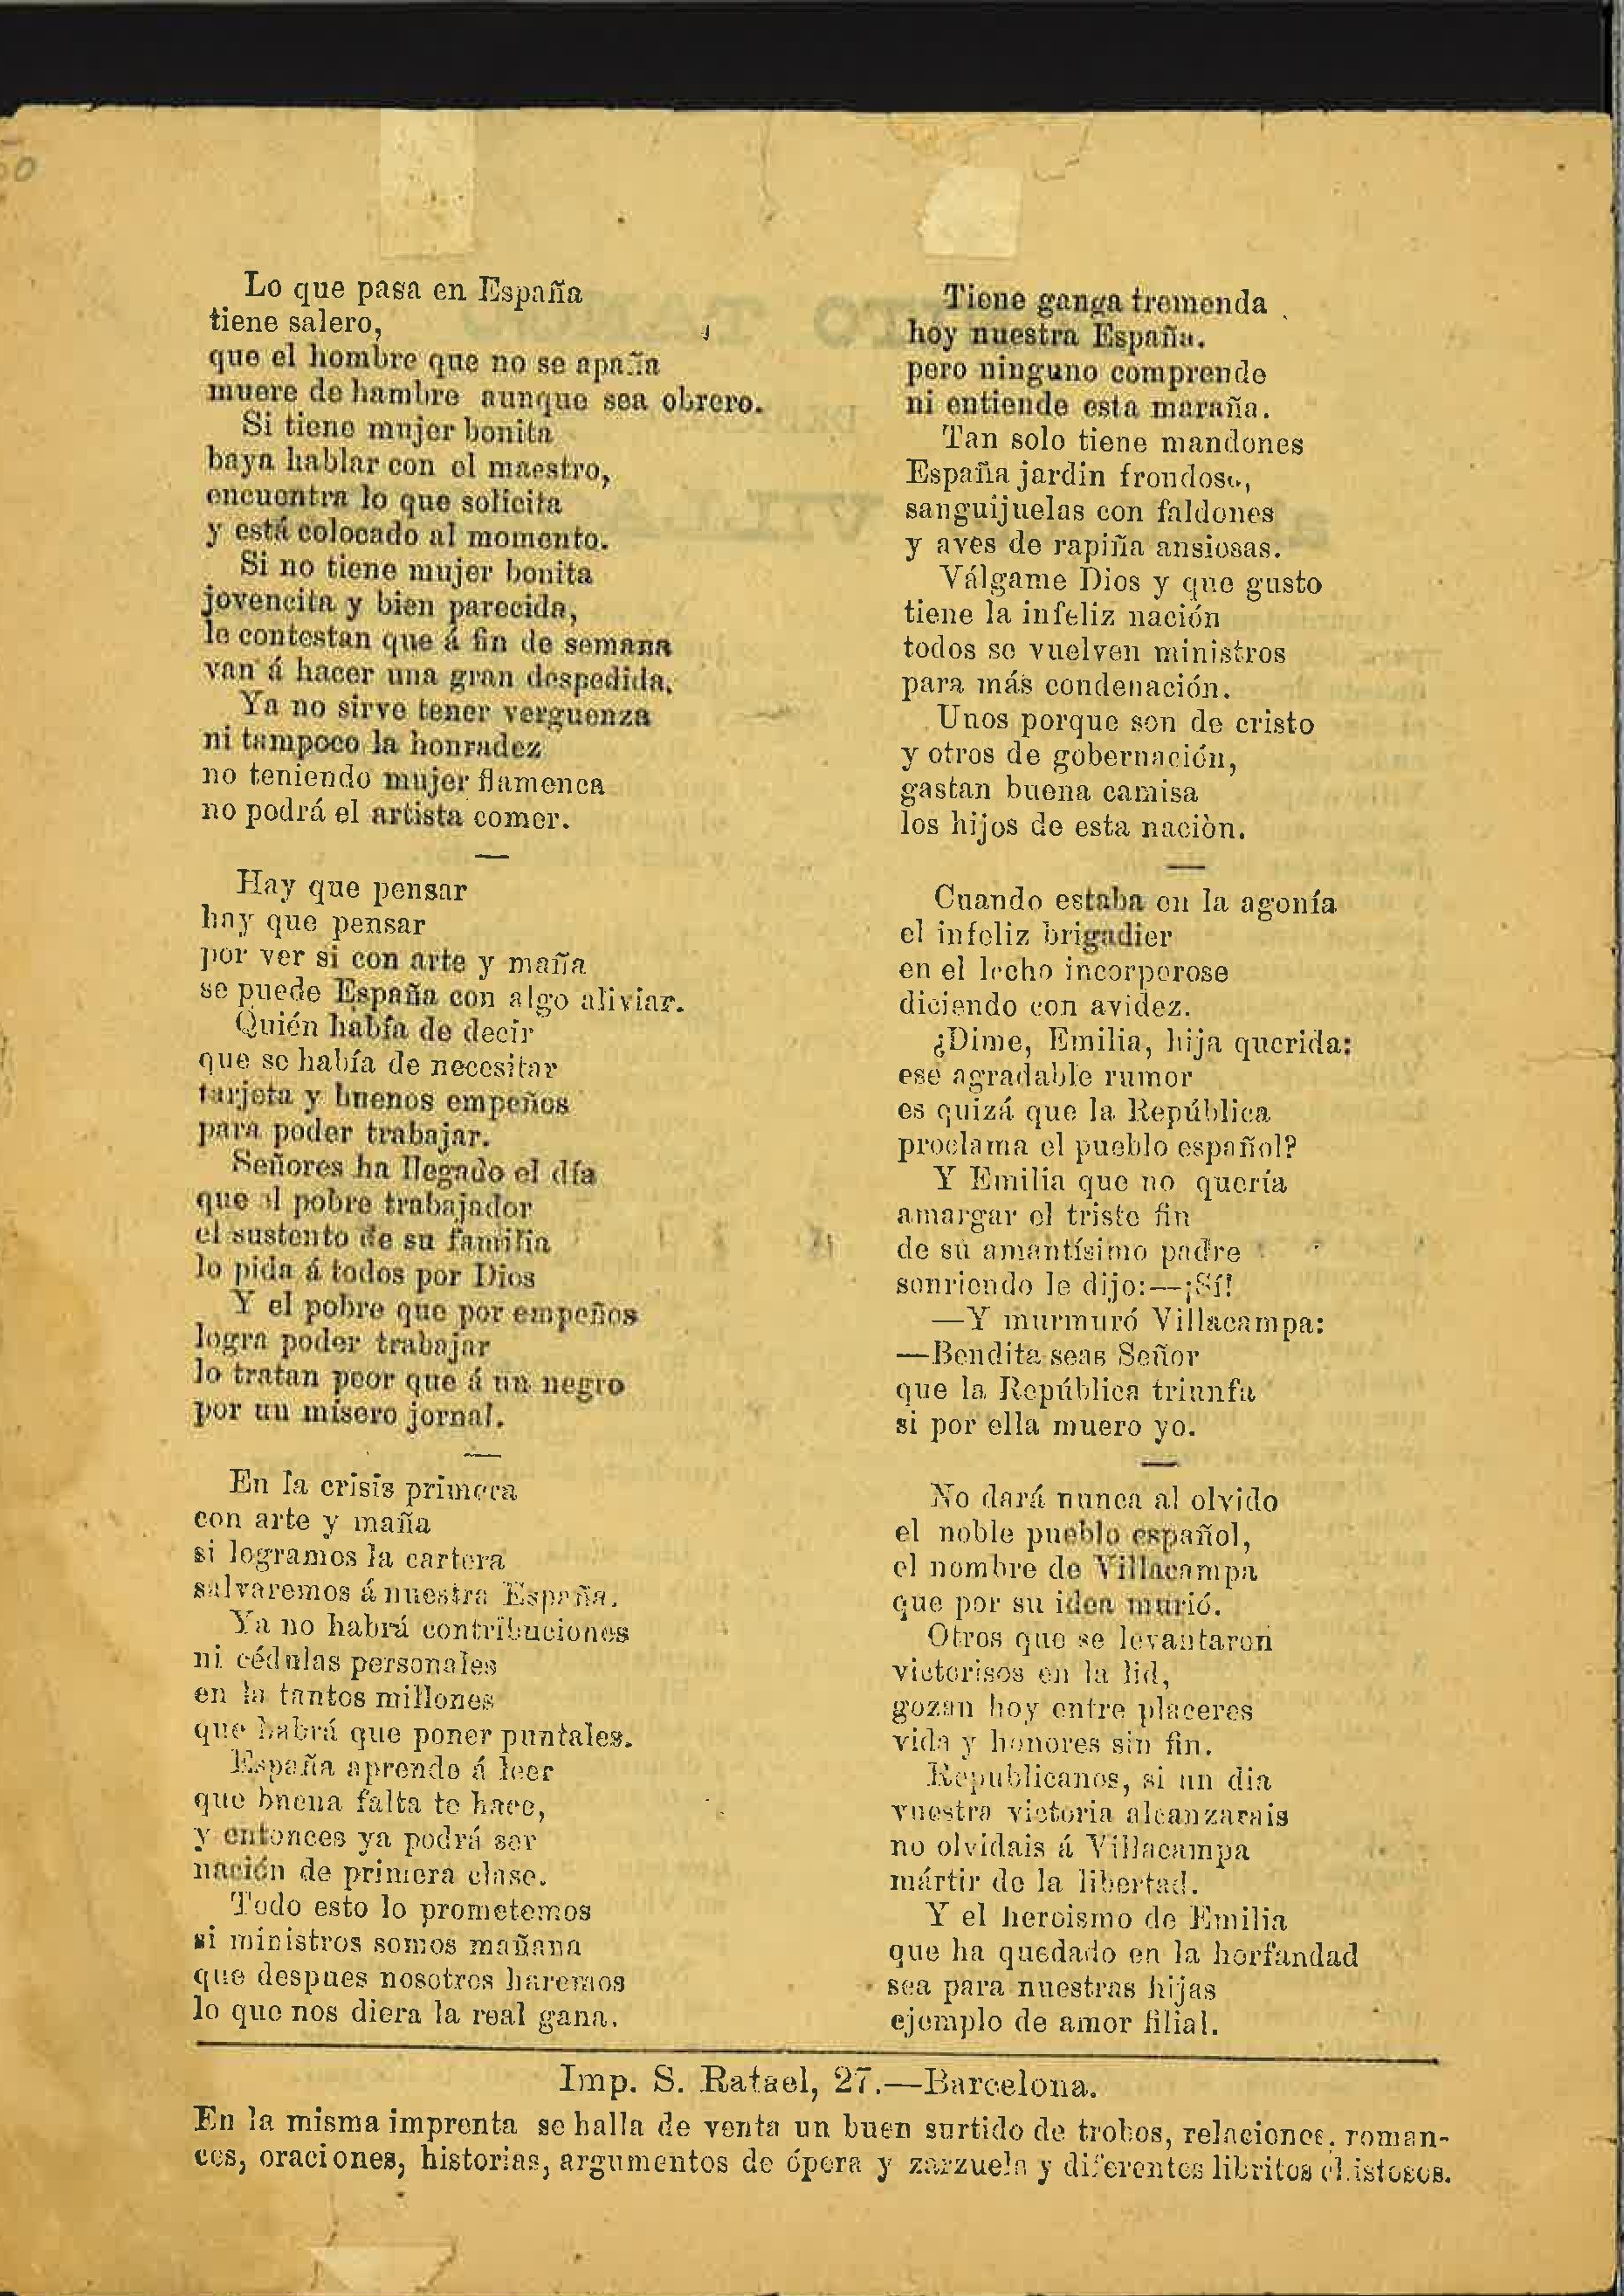 Lo que pasa en España
tiene salero,
que el hombre que no se apaña
muere de hambre aunque sea obrero.
Si tiene mujer bonita
baya hablar con el maestro,
encuentra lo que solicita
y está colocado al momento.
Si no tiene mujer bonita
jovencita y bien parecida,
le contestan que á fin de semana
van á hacer una gran despedida.
Ya no sirve tener verguenza
ni tampoco la honradez
no teniendo mujer flamenca
no podrá el artista comer.
Hay que pensar
hay que pensar
por ver si con arte y maña
se puede España con algo aliviar.
Quién había de decir
que se había de necesitar
tarjeta y buenos empeños
para poder trabajar.
Señores ha llegado el día
que el pobre trabajador
el sustento de su familia
lo pida á todos por Dios
Y el pobre que por empeños
logra poder trabajar
lo tratan peor que á un negro
por un mísero jornal.
En la crisis primera
con arte y maña
si logramos la cartera
salvaremos á nuestra España.
Ya no habrá contribuciones
ni cédulas personales
en la tantos millones
que habrá que poner puntales.
España aprende á leer
que buena falta te hace,
y entonces ya podrá ser
nación de primera clase.
Todo esto lo prometemos
si ministros somos mañana
que despues nosotros haremos
lo que nos diera la real gana.
Tiene ganga tremenda
hoy nuestra España.
pero ninguno comprende
ni entiende esta maraña.
Tan solo tiene mandones
España jardin frondoso,
sanguijuelas con faldones
y aves de rapiña ansiosas.
Válgame Dios y que gusto
tiene la infeliz nación
todos se vuelven ministros
para más condenación.
Unos porque son de cristo
y otros de gobernación,
gastan buena camisa
los hijos de esta naciòn.
Cuando estaba en la agonía
el infeliz brigadier
en el lecho incorporose
diciendo con avidez.
¿Dime, Emilia, hija querida:
ese agradable rumor
es quizá que la República
proclama el pueblo español?
Y Emilia que no quería
amargar el triste fin
de su amantísimo padre
sonriendo le dijo:—¡Sí!
—Y murmuró Villacampa:
—Bendita seas Señor
que la República triunfa
si por ella muero yo.
No dará nunca al olvido
el noble pueblo español,
el nombre de Villacampa
que por su idea murió.
Otros que se levantaron
victorisos en la lid,
gozan hoy entre placeres
vida y honores sin fin.
Republicanos, si un dia
vuestra victoria alcanzarais
no olvidais á Villacampa
mártir de la libertad.
Y el heroismo de Emilia
que ha quedado en la horfandad
sea para nuestras hijas
ejemplo de amor filial.
Imp. S. Rafael, 27.—Barcelona.
En la misma imprenta se halla de venta un buen surtido de trobos, relaciones, roman-
ces, oraciones, historias, argumentos de ópera y zarzuela y diferentes libritos chistosos.